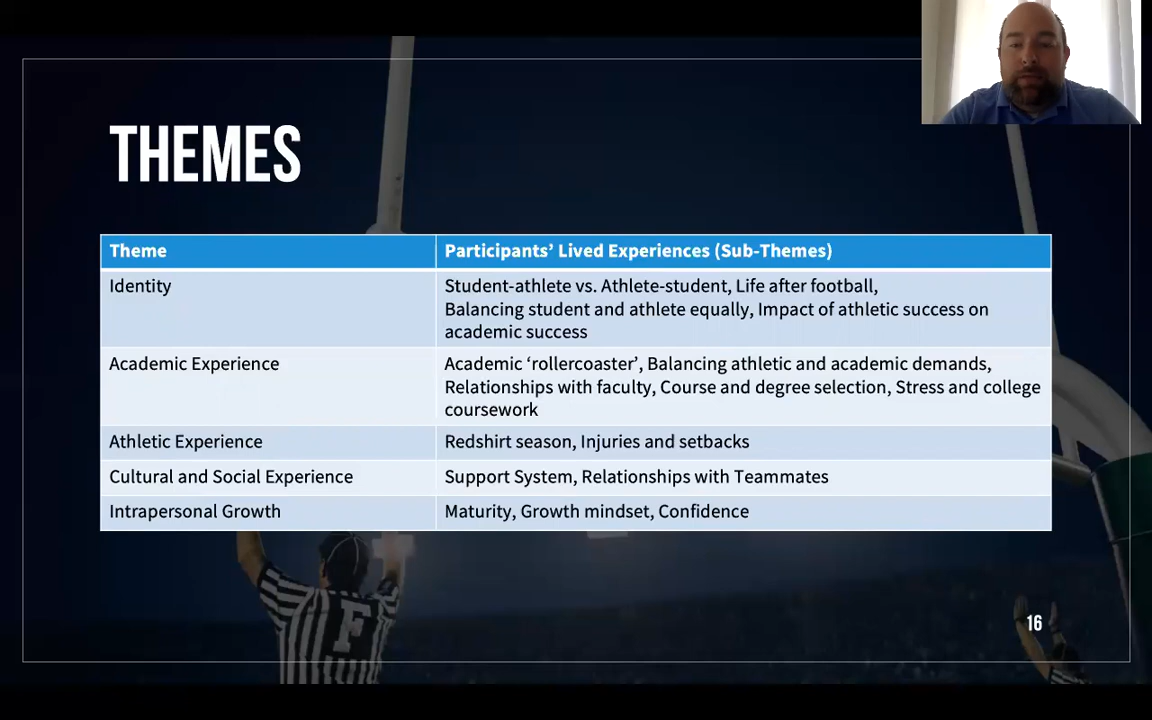 THEMES
Theme
Participants’ Lived Experiences (Sub-Themes)
Identity
Student-athlete vs. Athlete-student, Life after football,
Balancing student and athlete equally, Impact of athletic success on
academic success
Academic Experience
Academic ‘rollercoaster’, Balancing athletic and academic demands,
Relationships with faculty, Course and degree selection, Stress and college
coursework
Athletic Experience
Redshirt season, Injuries and setbacks
Cultural and Social Experience
Support System, Relationships with Teammates
Intrapersonal Growth
Maturity, Growth mindset, Confidence
F
16